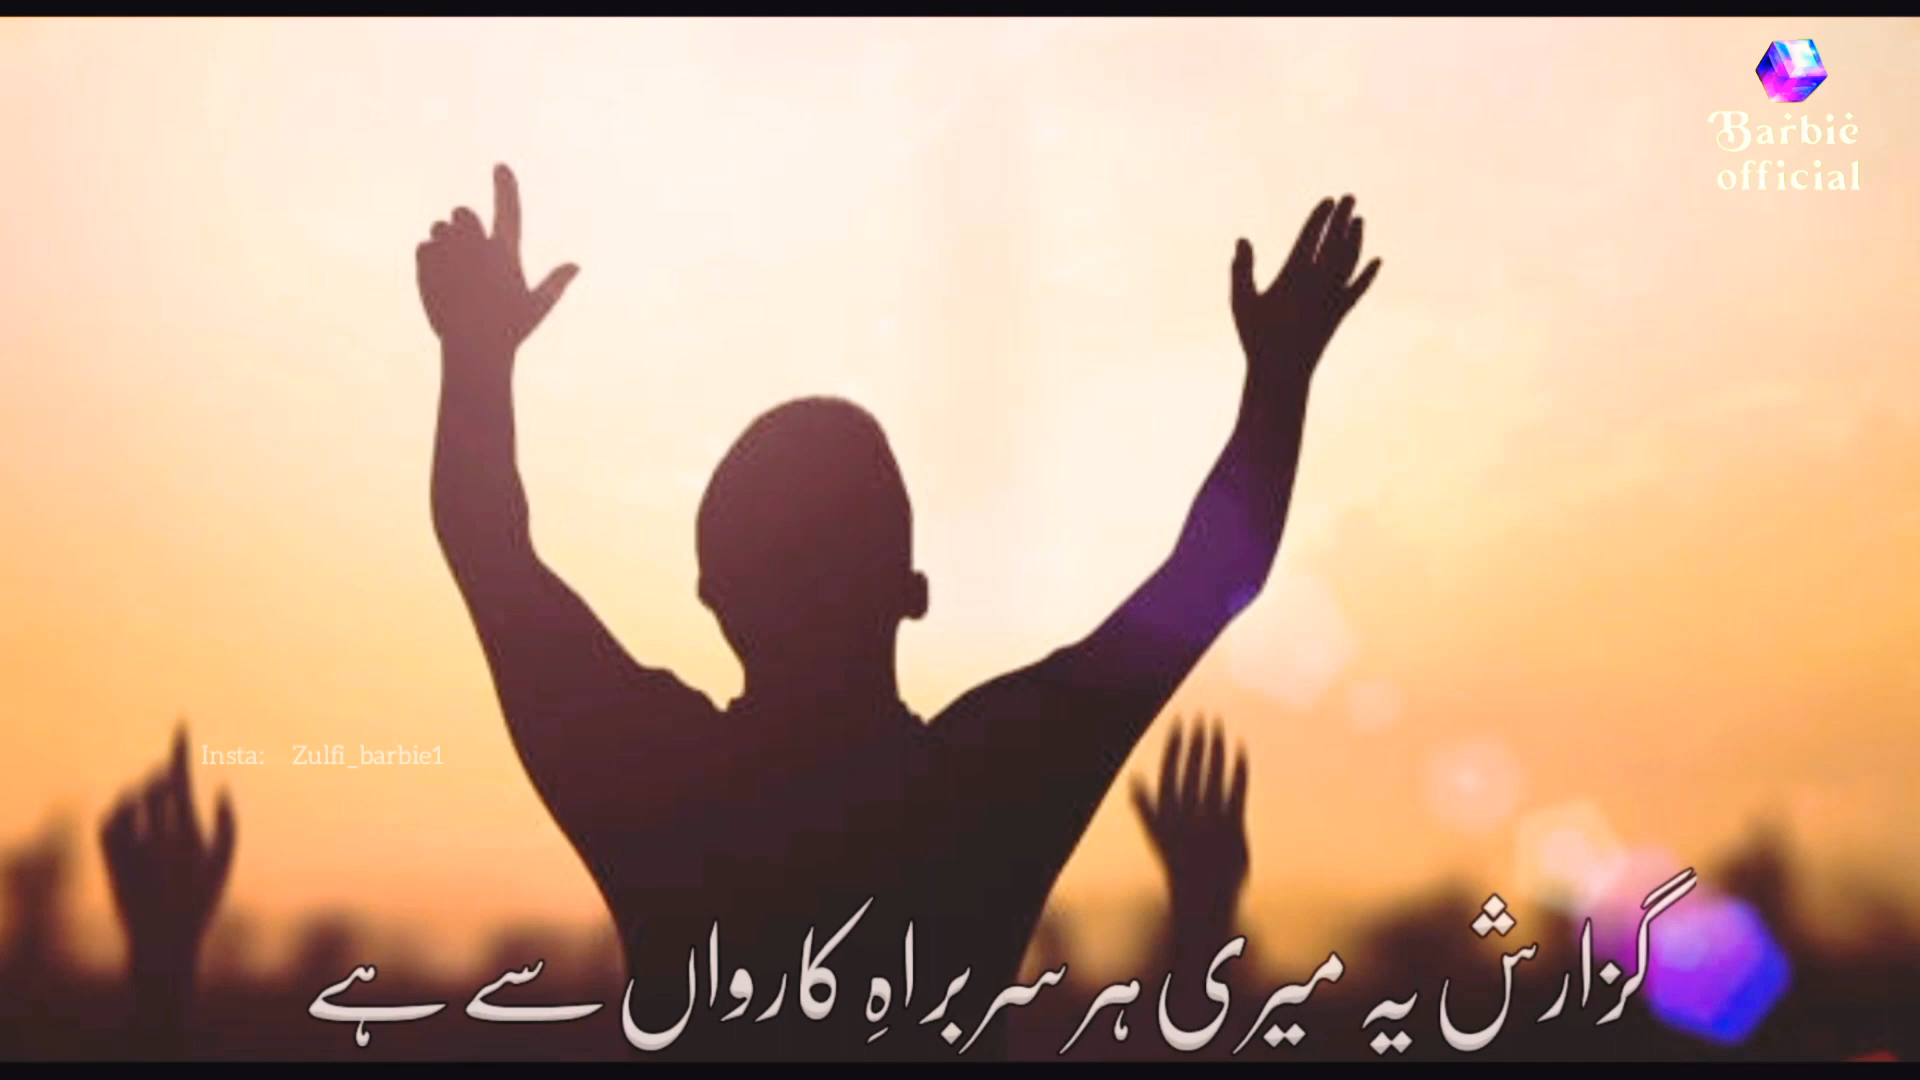 Barbie
official
Insta: Zulfi_barbie1
گزارش یہ میری ہر سربراہِ کارواں سے ہے